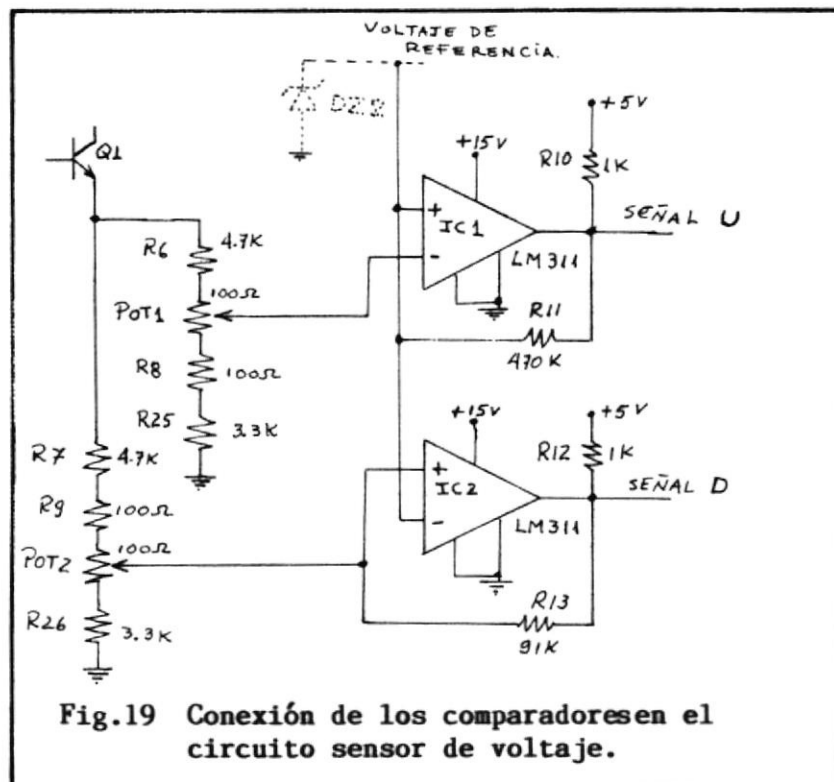 VOLTAJE DE
REFERENCIA.
DZ2
+5V
+15V
Q1
R10
1K
+
IC1
-
SEÑAL U
LM311
R6
4.7K
100Ω
POT1
R11
470K
R8
100Ω
R25
3.3K
+15V
+5V
R12
1K
R7
4.7K
+
IC2
-
SEÑAL D
LM311
R9
100Ω
100Ω
POT2
R13
91K
R26
3.3K
Fig.19 Conexión de los comparadoresen el
circuito sensor de voltaje.